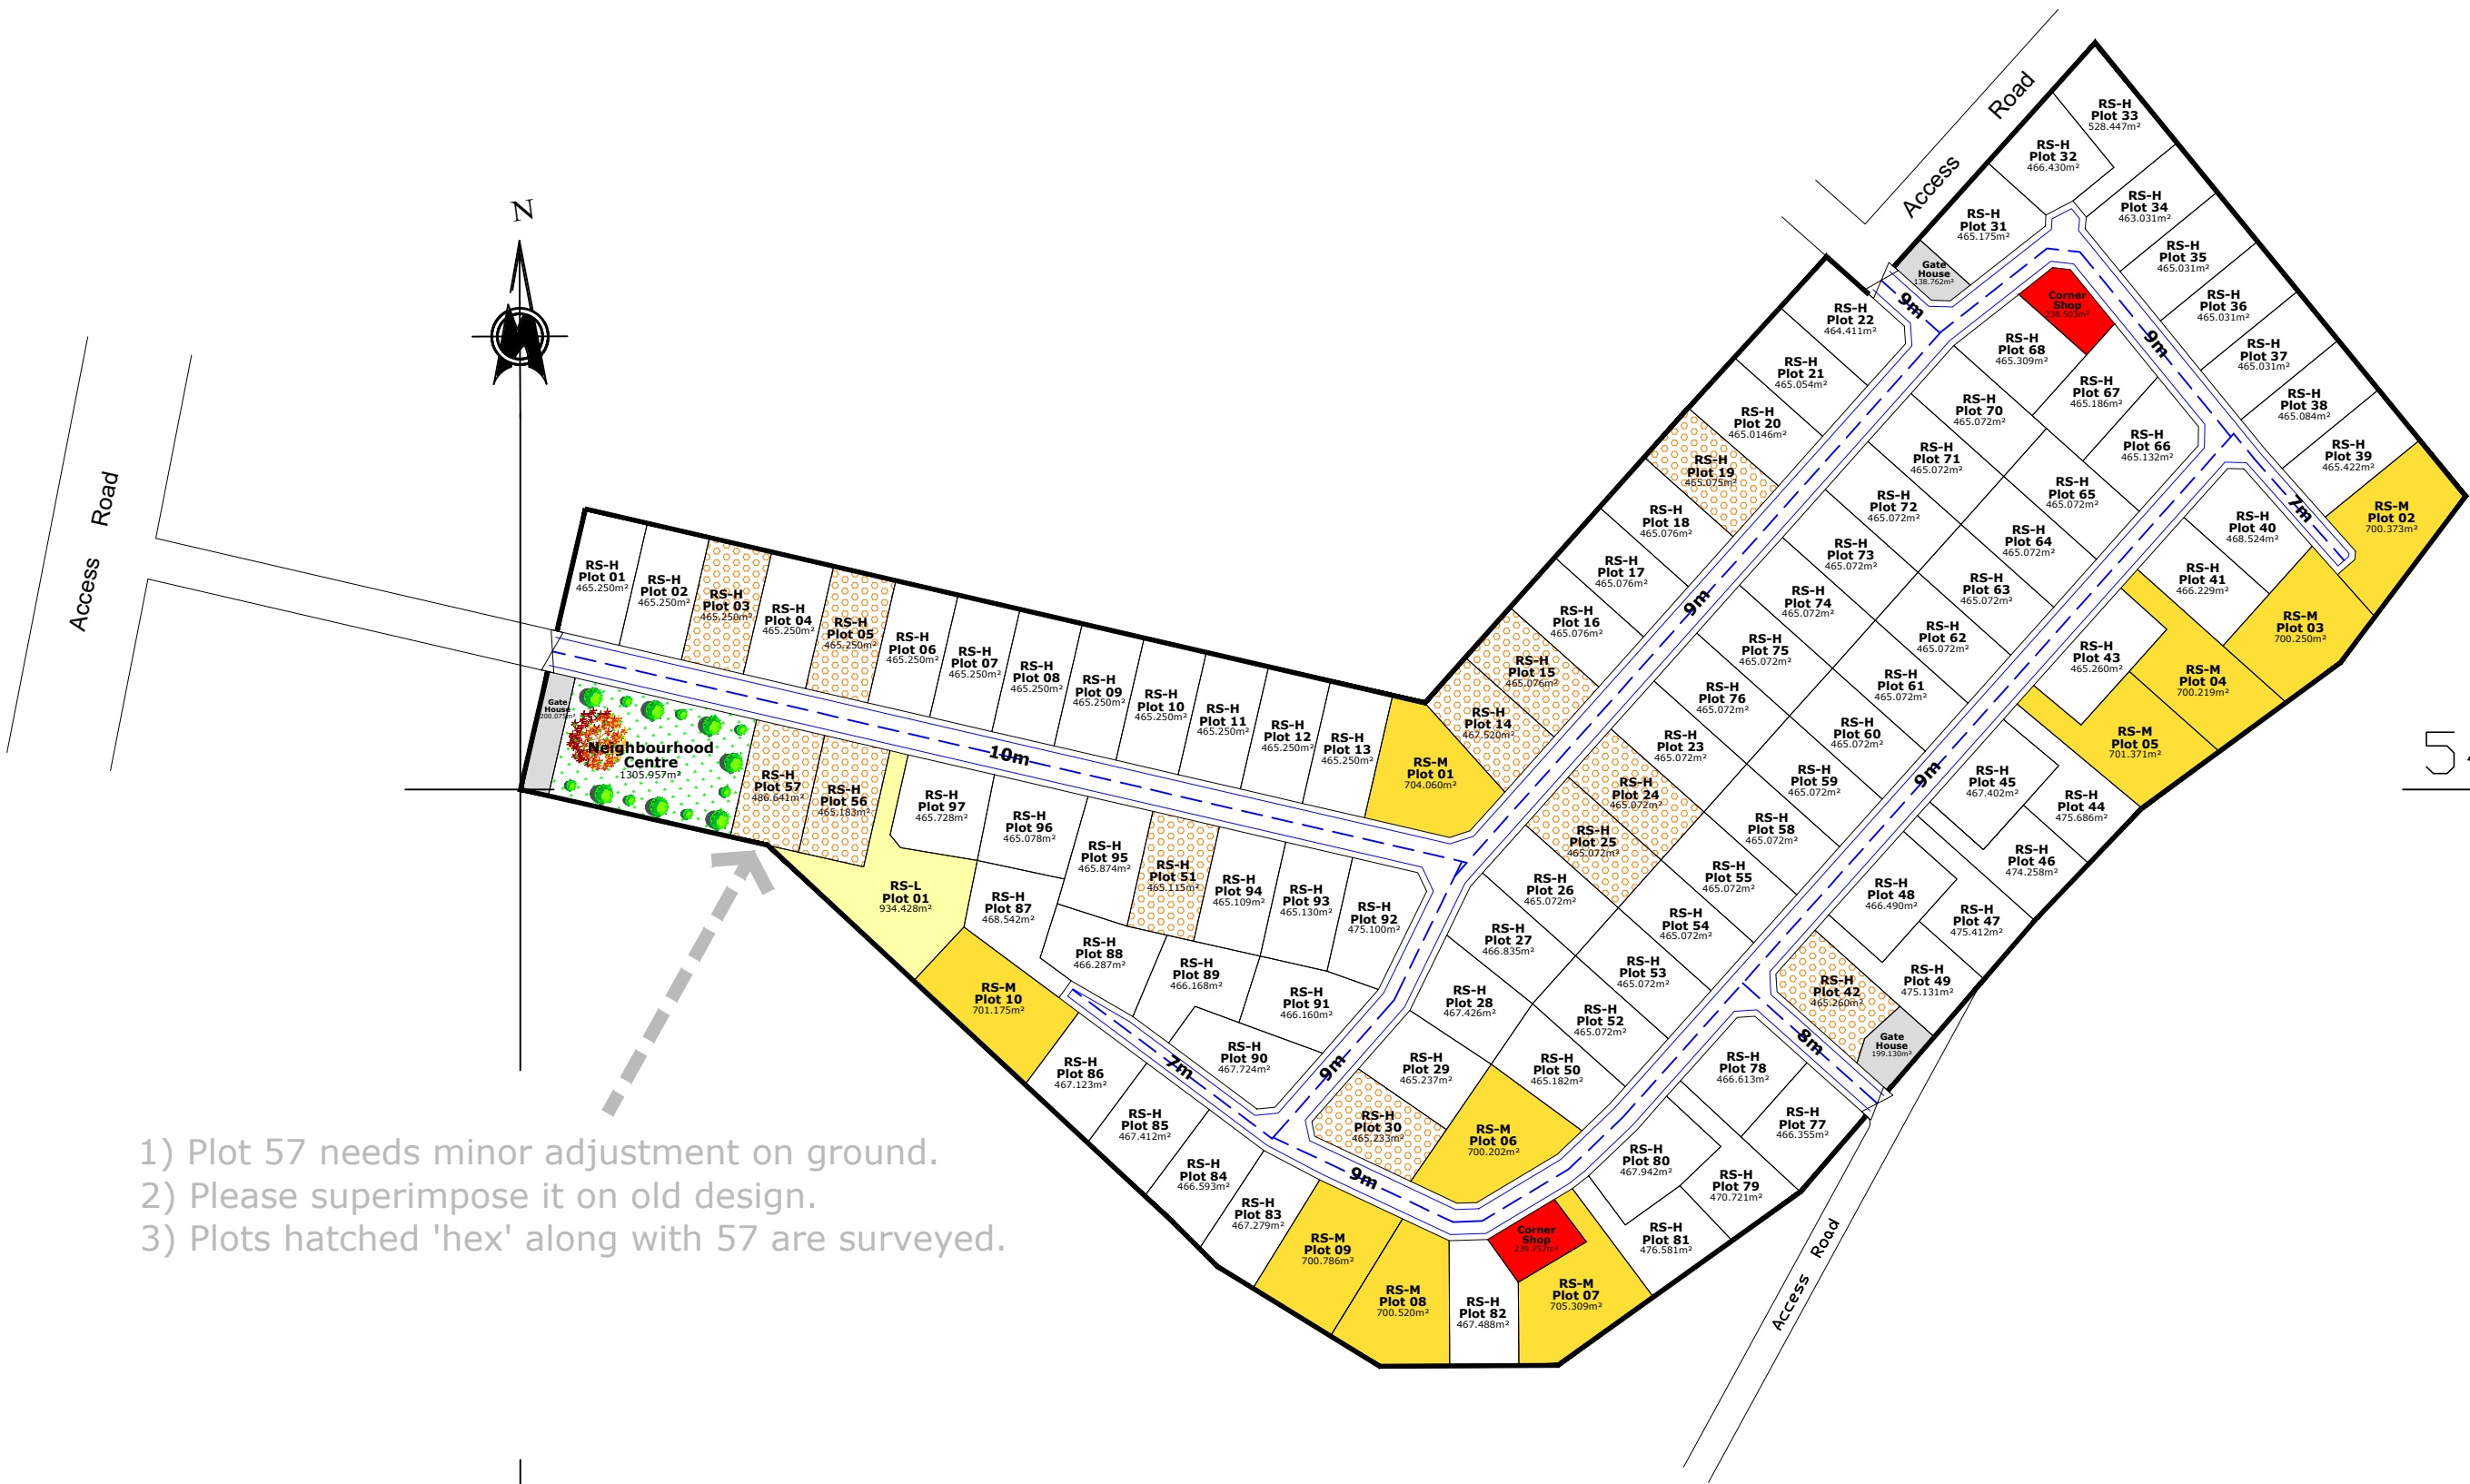 N
Access Road
Access Road
Access Road
RS-H
Plot 33
528.447m²
RS-H
Plot 32
466.430m²
RS-H
Plot 31
465.175m²
Gate
House
138.762m²
RS-H
Plot 34
463.031m²
RS-H
Plot 35
465.031m²
RS-H
Plot 36
465.031m²
RS-H
Plot 37
465.031m²
RS-H
Plot 38
465.084m²
RS-H
Plot 39
465.422m²
RS-M
Plot 02
700.373m²
Corner
Shop
238.503m²
9m
9m
7m
RS-H
Plot 22
464.411m²
RS-H
Plot 21
465.054m²
RS-H
Plot 20
465.0146m²
RS-H
Plot 19
465.075m²
RS-H
Plot 18
465.076m²
RS-H
Plot 17
465.076m²
RS-H
Plot 16
465.076m²
RS-H
Plot 15
465.076m²
RS-H
Plot 14
467.520m²
RS-H
Plot 68
465.309m²
RS-H
Plot 67
465.186m²
RS-H
Plot 66
465.132m²
RS-H
Plot 70
465.072m²
RS-H
Plot 71
465.072m²
RS-H
Plot 65
465.072m²
RS-H
Plot 72
465.072m²
RS-H
Plot 64
465.072m²
RS-H
Plot 73
465.072m²
RS-H
Plot 63
465.072m²
RS-H
Plot 74
465.072m²
RS-H
Plot 62
465.072m²
RS-H
Plot 75
465.072m²
RS-H
Plot 61
465.072m²
RS-H
Plot 76
465.072m²
RS-H
Plot 60
465.072m²
RS-H
Plot 23
465.072m²
RS-H
Plot 59
465.072m²
RS-H
Plot 24
465.072m²
RS-H
Plot 58
465.072m²
RS-H
Plot 25
465.072m²
RS-H
Plot 55
465.072m²
RS-H
Plot 26
465.072m²
RS-H
Plot 54
465.072m²
RS-H
Plot 27
466.835m²
RS-H
Plot 53
465.072m²
RS-H
Plot 28
467.426m²
RS-H
Plot 52
465.072m²
RS-H
Plot 29
465.237m²
RS-H
Plot 50
465.182m²
RS-H
Plot 30
465.233m²
RS-M
Plot 06
700.202m²
9m
9m
RS-H
Plot 40
468.524m²
RS-H
Plot 41
466.229m²
RS-M
Plot 03
700.250m²
RS-H
Plot 43
465.260m²
RS-M
Plot 04
700.219m²
RS-M
Plot 05
701.371m²
RS-H
Plot 45
467.402m²
RS-H
Plot 44
475.686m²
RS-H
Plot 46
474.258m²
RS-H
Plot 48
466.490m²
RS-H
Plot 47
475.412m²
RS-H
Plot 49
475.131m²
RS-H
Plot 42
465.260m²
Gate
House
199.130m²
8m
RS-H
Plot 78
466.613m²
RS-H
Plot 77
466.355m²
RS-H
Plot 80
467.942m²
RS-H
Plot 79
470.721m²
RS-H
Plot 81
476.581m²
Corner
Shop
239.757m²
RS-M
Plot 07
705.309m²
RS-H
Plot 82
467.488m²
RS-M
Plot 08
700.520m²
RS-M
Plot 09
700.786m²
9m
9m
7m
RS-H
Plot 01
465.250m²
RS-H
Plot 02
465.250m²
RS-H
Plot 03
465.250m²
RS-H
Plot 04
465.250m²
RS-H
Plot 05
465.250m²
RS-H
Plot 06
465.250m²
RS-H
Plot 07
465.250m²
RS-H
Plot 08
465.250m²
RS-H
Plot 09
465.250m²
RS-H
Plot 10
465.250m²
RS-H
Plot 11
465.250m²
RS-H
Plot 12
465.250m²
RS-H
Plot 13
465.250m²
RS-M
Plot 01
704.060m²
10m
Gate
House
200.075m²
Neighbourhood
Centre
1305.957m²
RS-H
Plot 57
486.641m²
RS-H
Plot 56
465.183m²
RS-H
Plot 97
465.728m²
RS-H
Plot 96
465.078m²
RS-H
Plot 95
465.874m²
RS-H
Plot 51
465.115m²
RS-H
Plot 94
465.109m²
RS-H
Plot 93
465.130m²
RS-H
Plot 92
475.100m²
RS-L
Plot 01
934.428m²
RS-H
Plot 87
468.542m²
RS-H
Plot 88
466.287m²
RS-H
Plot 89
466.168m²
RS-H
Plot 91
466.160m²
RS-H
Plot 90
467.724m²
RS-M
Plot 10
701.175m²
RS-H
Plot 86
467.123m²
RS-H
Plot 85
467.412m²
RS-H
Plot 84
466.593m²
RS-H
Plot 83
467.279m²
1) Plot 57 needs minor adjustment on ground.
2) Please superimpose it on old design.
3) Plots hatched 'hex' along with 57 are surveyed.